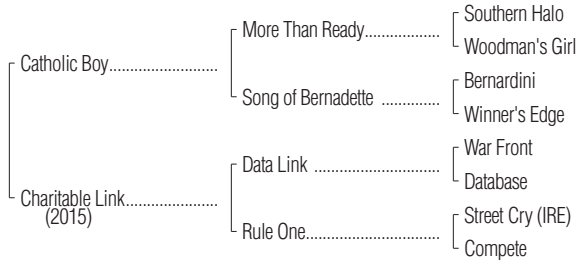 Southern Halo
More Than Ready.................
Woodman's Girl
Catholic Boy........................
Bernardini
Song of Bernadette .............
Winner's Edge
War Front
Data Link ............................
Database
Charitable Link....................
(2015)
Street Cry (IRE)
Rule One..............................
Compete